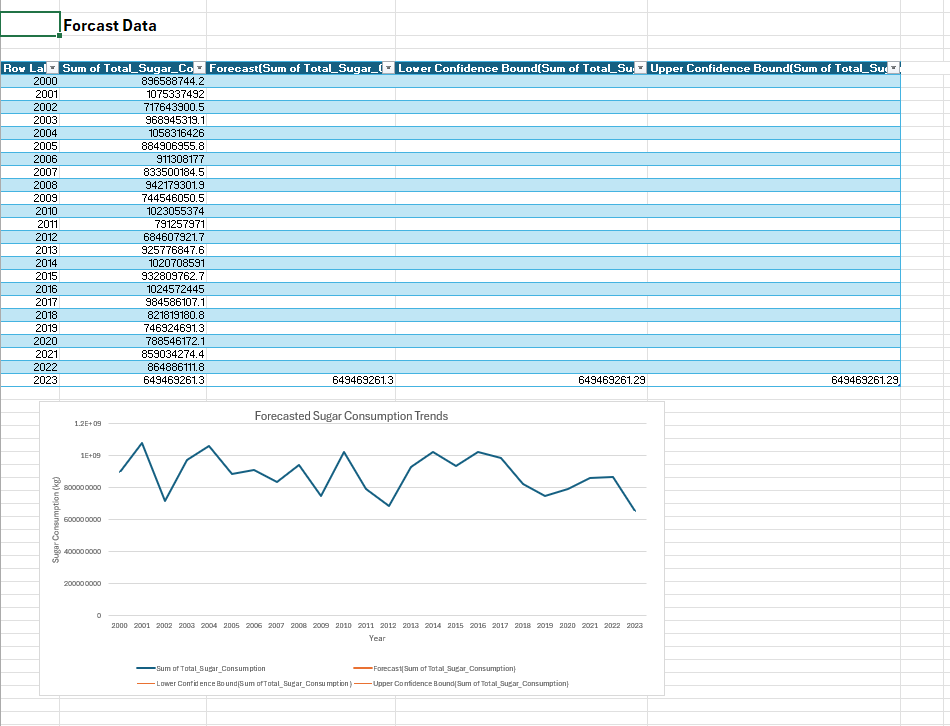 Forcast Data
Row Lal Sum of Total_Sugar_Co Forecast(Sum of Total_Sugar_( Lower Confidence Bound(Sum of Total_Su Upper Confidence Bound(Sum of Total_Sug
2000 896588744.2
2001 1075337492
2002 717643900.5
2003 968945319.1
2004 1058316426
2005 884906955.8
2006 911308177
2007 833500184.5
2008 942179301.9
2009 744546050.5
2010 1023055374
2011 791257971
2012 684607921.7
2013 925776847.6
2014 1020708591
2015 932809762.7
2016 1024572445
2017 984586107.1
2018 821819180.8
2019 746924691.3
2020 788546172.1
2021 859034274.4
2022 864886111.8
2023 649469261.3 649469261.3 649469261.29 649469261.29
Forecasted Sugar Consumption Trends
1.2E+09
1E+09
800000000
600000000
400000000
200000000
0
Sugar Consumption (kg)
2000 2001 2002 2003 2004 2005 2006 2007 2008 2009 2010 2011 2012 2013 2014 2015 2016 2017 2018 2019 2020 2021 2022 2023
Year
Sum of Total_Sugar_Consumption Forecast(Sum of Total_Sugar_Consumption)
Lower Confidence Bound(Sum of Total_Sugar_Consumption) Upper Confidence Bound(Sum of Total_Sugar_Consumption)